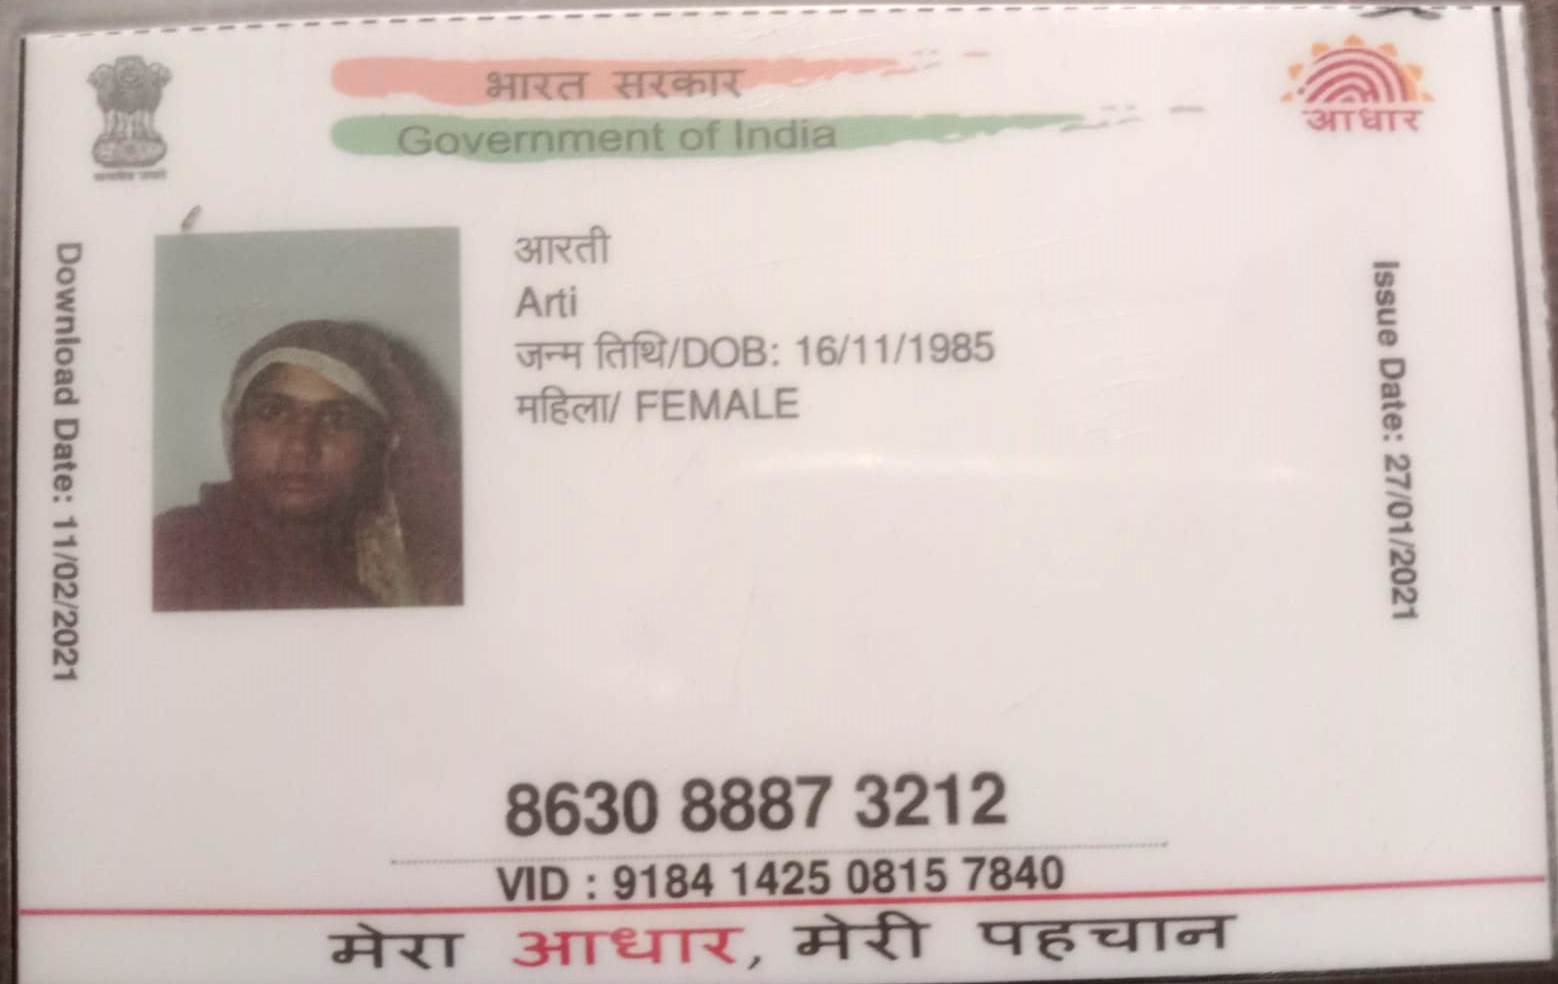 भारत सरकार
Government of India
आधार
Download Date: 11/02/2021
आरती
Arti
जन्म तिथि/DOB: 16/11/1985
महिला/ FEMALE
Issue Date: 27/01/2021
8630 8887 3212
VID : 9184 1425 0815 7840
मेरा आधार, मेरी पहचान